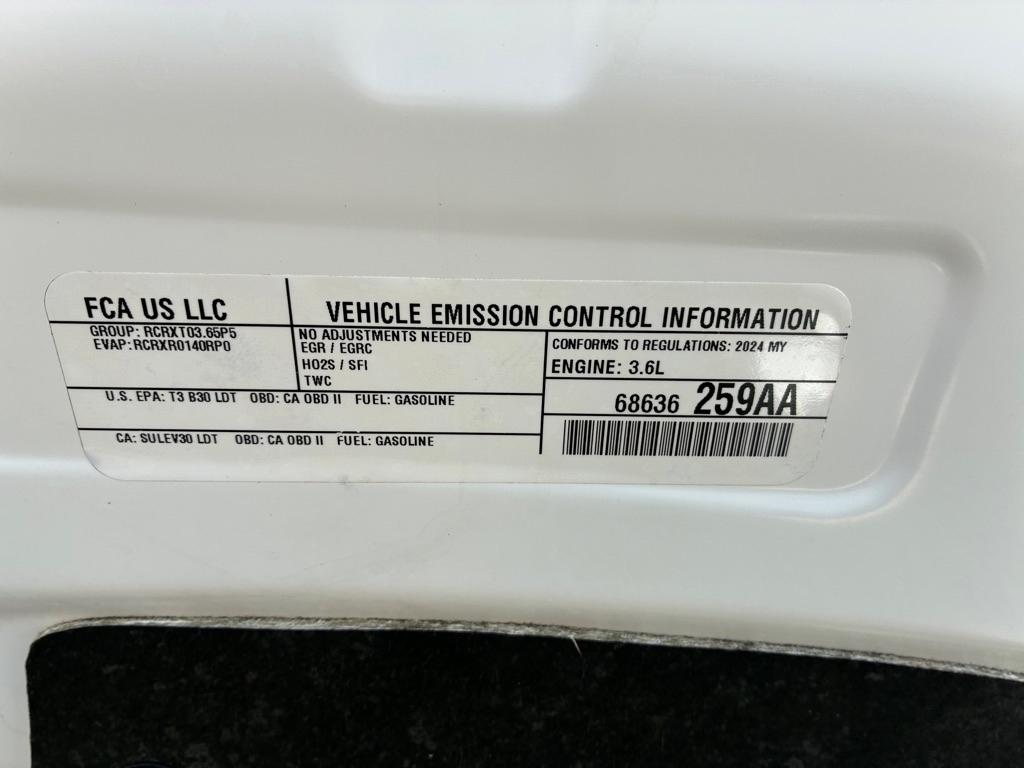 FCA US LLC
VEHICLE EMISSION CONTROL INFORMATION
GROUP: RCRXT03.65P5
EVAP: RCRXR0140RP0
NO ADJUSTMENTS NEEDED
EGR / EGRC
HO2S / SFI
TWC
CONFORMS TO REGULATIONS: 2024 MY
ENGINE: 3.6L
U.S. EPA: T3 B30 LDT OBD: CA OBD II FUEL: GASOLINE
68636 259AA
CA: SULEV30 LDT OBD: CA OBD II FUEL: GASOLINE